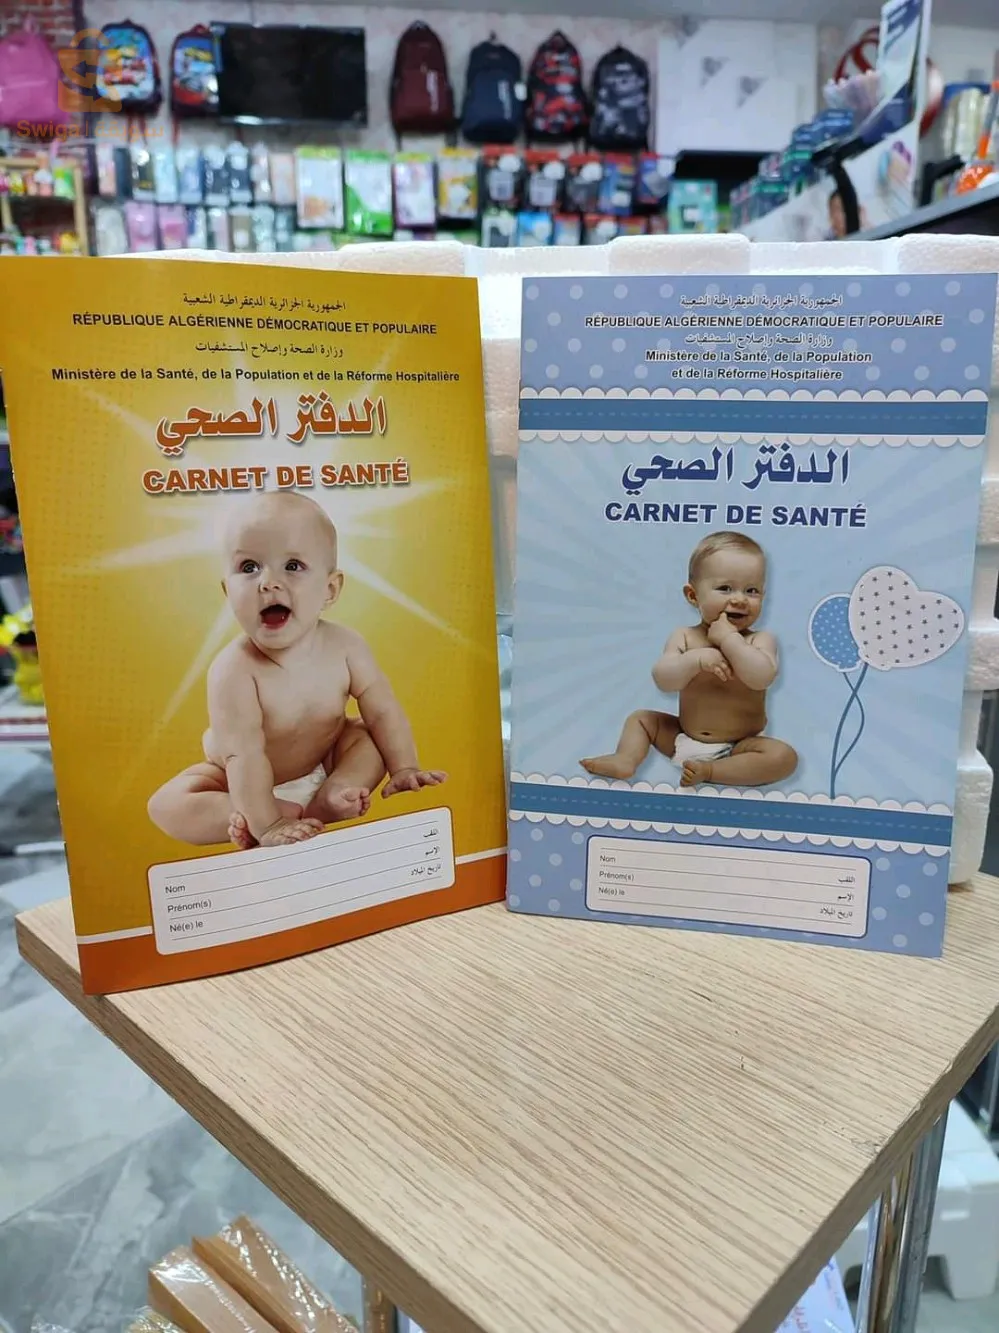 الجمهورية الجزائرية الديمقراطية الشعبية
RÉPUBLIQUE ALGÉRIENNE DÉMOCRATIQUE ET POPULAIRE
وزارة الصحة وإصلاح المستشفيات
Ministère de la Santé, de la Population et de la Réforme Hospitalière
الدفتر الصحي
CARNET DE SANTÉ
Nom اللقب
Prénom(s) الإسم
Né(e) le تاريخ الميلاد
الجمهورية الجزائرية الديمقراطية الشعبية
RÉPUBLIQUE ALGÉRIENNE DÉMOCRATIQUE ET POPULAIRE
وزارة الصحة وإصلاح المستشفيات
Ministère de la Santé, de la Population
et de la Réforme Hospitalière
الدفتر الصحي
CARNET DE SANTÉ
Nom اللقب
Prénom(s) الإسم
Né(e) le تاريخ الميلاد